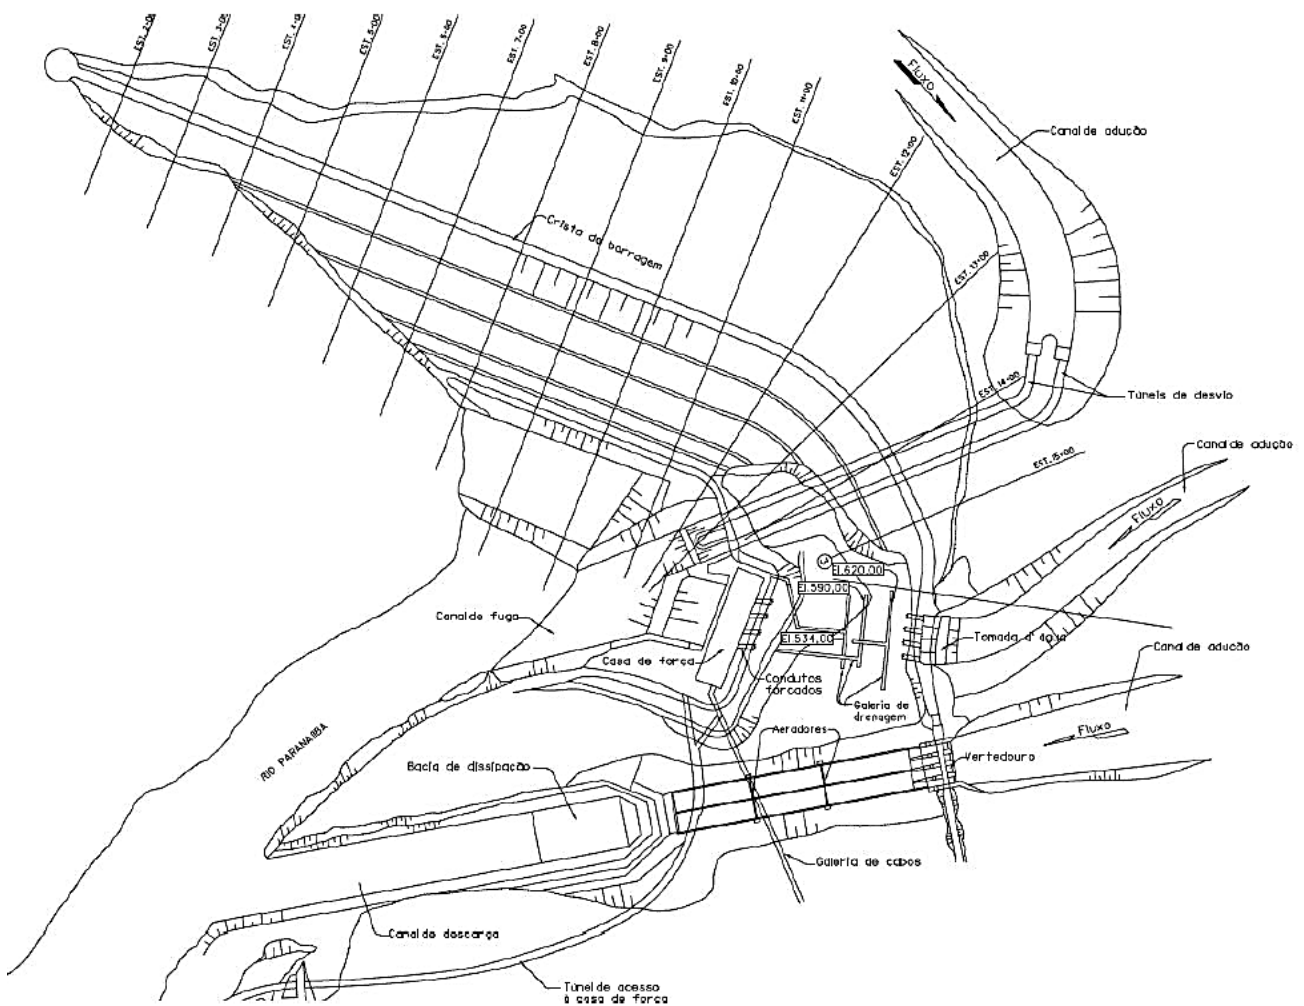 EST. 2+00
EST. 3+00
EST. 4+00
EST. 5+00
EST. 6+00
EST. 7+00
EST. 8+00
EST. 9+00
EST. 10+00
EST. 11+00
EST. 12+00
EST. 13+00
EST. 14+00
EST. 15+00
Fluxo
Canal de adução
Crista da barragem
Túneis de desvio
Canal de adução
Fluxo
El.620,00
El.590,00
El.534,00
Canal de fuga
Tomada d'água
Casa de força
Condutos
forcados
Canal de adução
Galeria de
drenagem
Aeradores
Fluxo
RIO PARANAIBA
Bacia de dissipação
Vertedouro
Galeria de cabos
Canal de descarga
Túnel de acesso
à casa de força